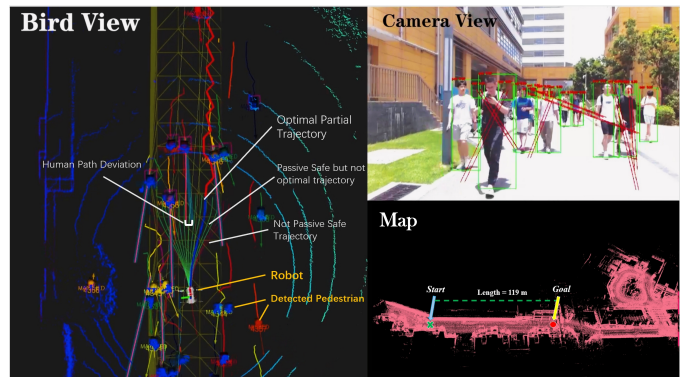 Bird View
Optimal Partial
Trajectory
Human Path Deviation
Passive Safe but not
optimal trajectory
Not Passive Safe
Trajectory
Robot
Detected Pedestrian
Camera View
Map
Start
Length = 119 m
Goal